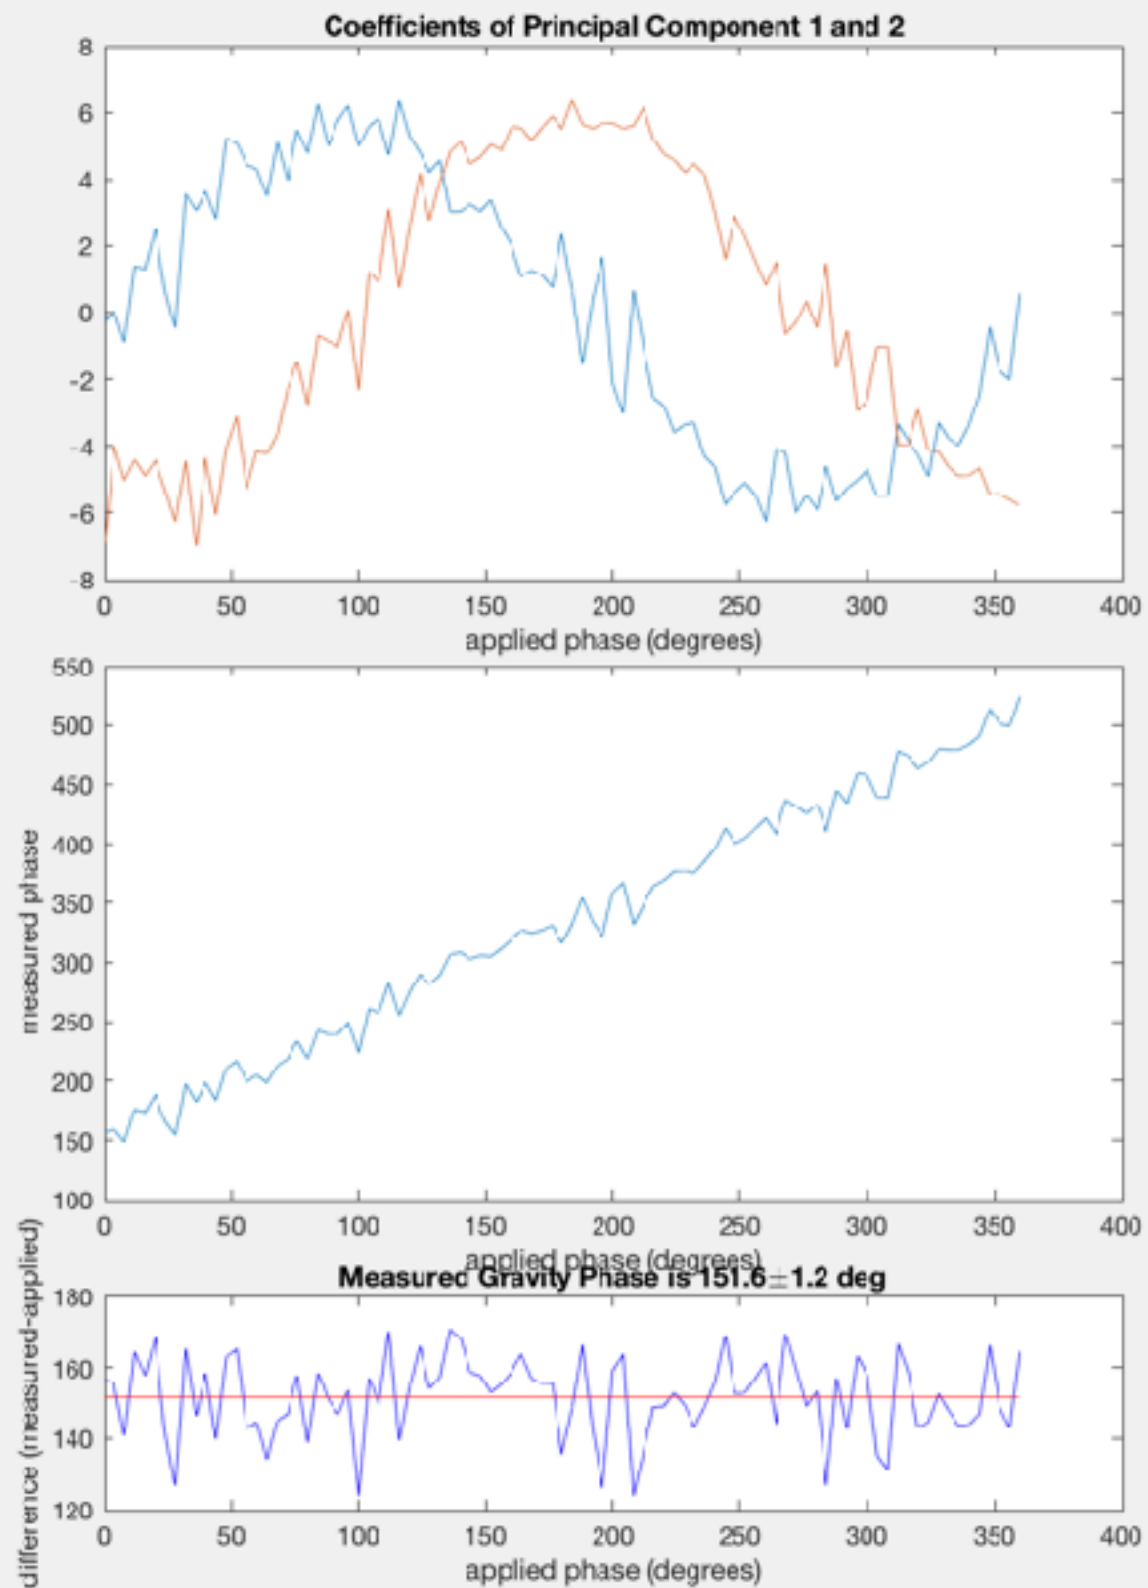 Coefficients of Principal Component 1 and 2
8
6
4
2
0
-2
-4
-6
-8
0 50 100 150 200 250 300 350 400
applied phase (degrees)
550
500
450
400
350
300
250
200
150
100
measured phase
0 50 100 150 200 250 300 350 400
applied phase (degrees)
Measured Gravity Phase is 151.6±1.2 deg
180
160
140
120
difference (measured-applied)
0 50 100 150 200 250 300 350 400
applied phase (degrees)